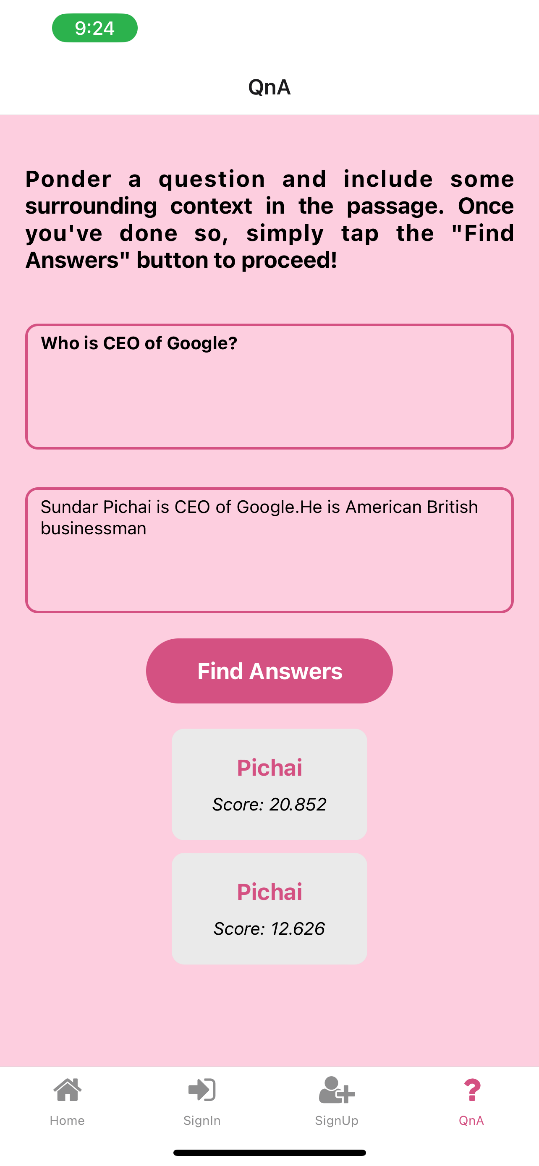 9:24
QnA
Ponder a question and include some
surrounding context in the passage. Once
you've done so, simply tap the "Find
Answers" button to proceed!
Who is CEO of Google?
Sundar Pichai is CEO of Google.He is American British
businessman
Find Answers
Pichai
Score: 20.852
Pichai
Score: 12.626
Home
SignIn
SignUp
QnA